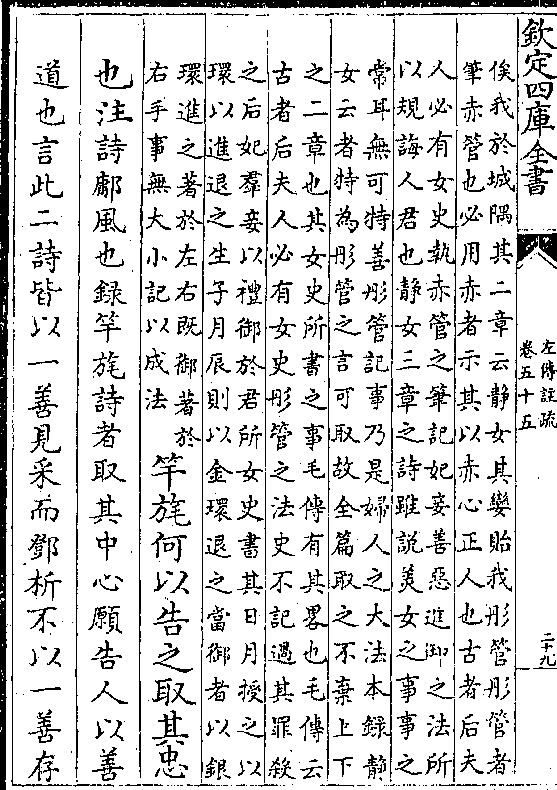 欽定四庫全書
左傳註疏
卷五十五
二十九
俟我於城隅其二章云静女其孌貽我彤管彤管者
筆赤管也必用赤者示其以赤心正人也古者后夫
人必有女史執赤管之筆記妃妾善惡進御之法所
以規誨人君也静女三章之詩雖說美女之事事之
常耳無可特善彤管記事乃是婦人之大法本録静
女云者特為彤管之言可取故全篇取之不棄上下
之二章也其女史所書之事毛傳有其畧也毛傳云
古者后夫人必有女史彤管之法史不記過其罪殺
之后妃羣妾以禮御於君所女史書其日月授之以
環以進退之生子月辰則以金環退之當御者以銀
環進之著於左右既御著於
右手事無大小記以成法
竿旄何以告之取其忠
也注詩鄘風也録竿旄詩者取其中心願告人以善
道也言此二詩皆以一善見采而鄧析不以一善存